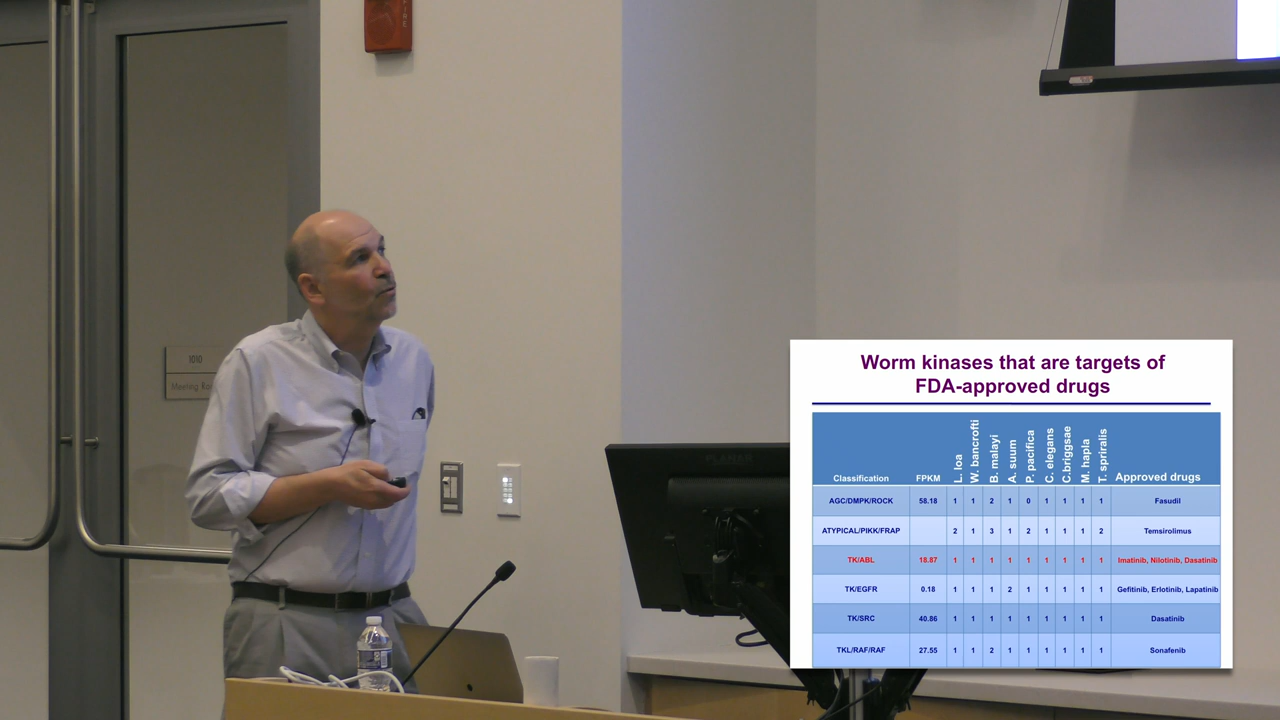 FIRE
1010
Meeting Roo
PLANAR
Worm kinases that are targets of
FDA-approved drugs
Classification FPKM L. loa W. bancrofti B. malayi A. suum P. pacifica C. elegans C.briggsae M. hapla T. spriralis Approved drugs
AGC/DMPK/ROCK 58.18 1 1 2 1 0 1 1 1 1 Fasudil
ATYPICAL/PIKK/FRAP 2 1 3 1 2 1 1 1 2 Temsirolimus
TK/ABL 18.87 1 1 1 1 1 1 1 1 1 Imatinib, Nilotinib, Dasatinib
TK/EGFR 0.18 1 1 1 2 1 1 1 1 1 Gefitinib, Erlotinib, Lapatinib
TK/SRC 40.86 1 1 1 1 1 1 1 1 1 Dasatinib
TKL/RAF/RAF 27.55 1 1 2 1 1 1 1 1 1 Sonafenib